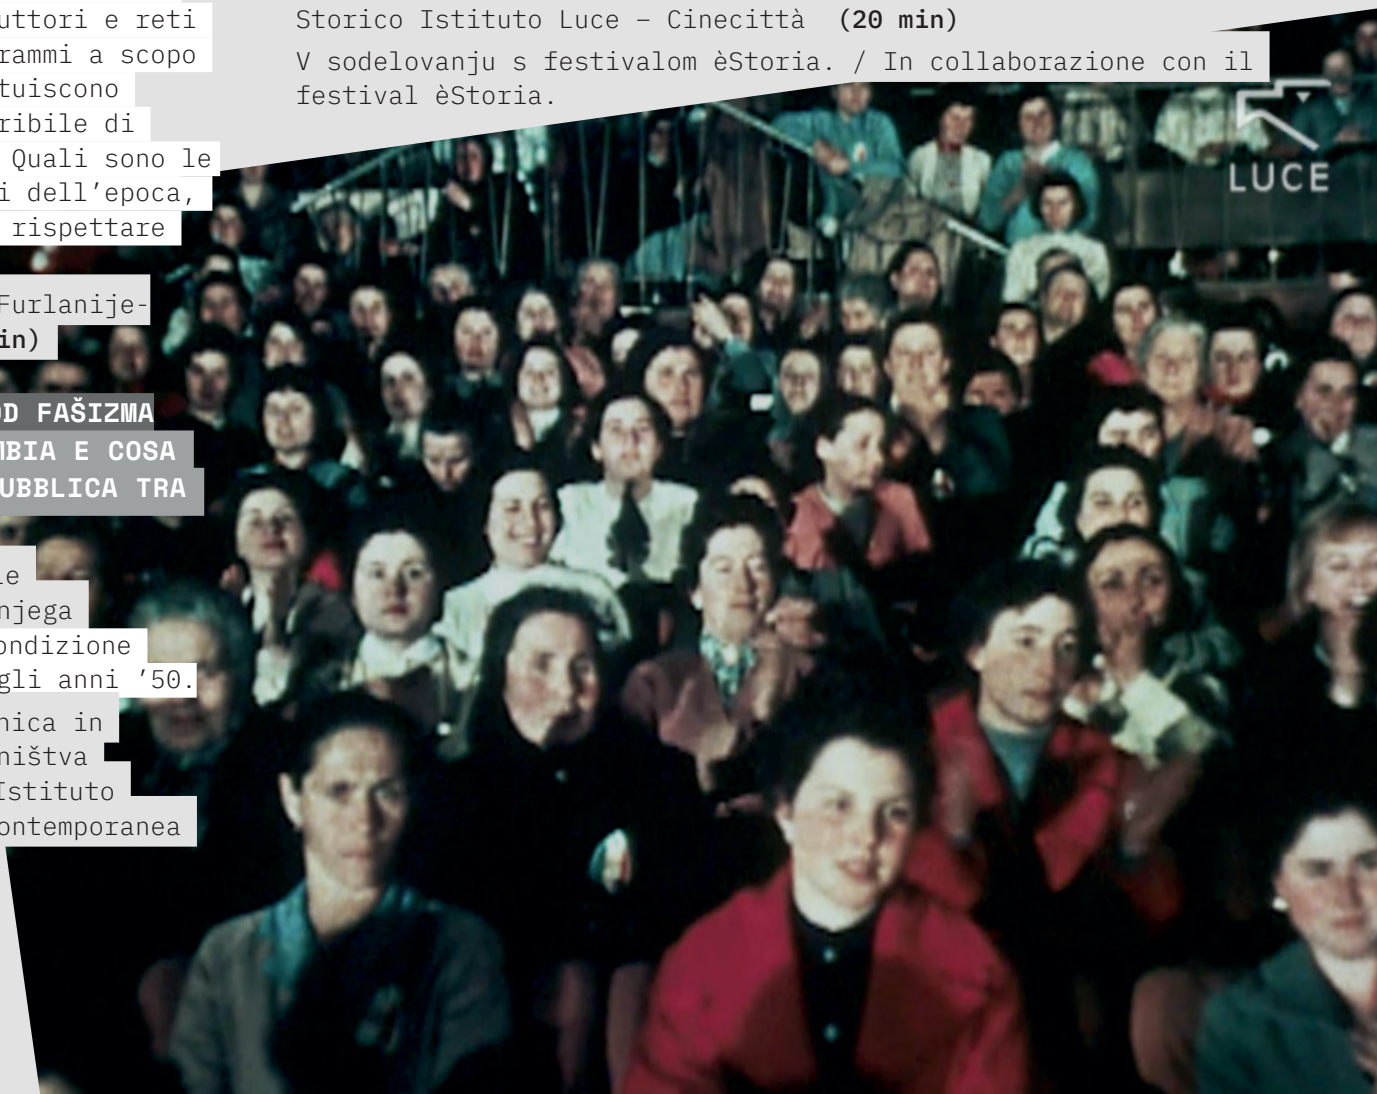 uttori e reti
rammi a scopo
tuiscono
ribile di
Quali sono le
i dell’epoca,
rispettare
Furlanije-
in)
OD FAŠIZMA
MBIA E COSA
UBBLICA TRA
le
njega
ondizione
gli anni ’50.
nica in
ništva
Istituto
ontemporanea
Storico Istituto Luce – Cinecittà (20 min)
V sodelovanju s festivalom èStoria. / In collaborazione con il
festival èStoria.
LUCE